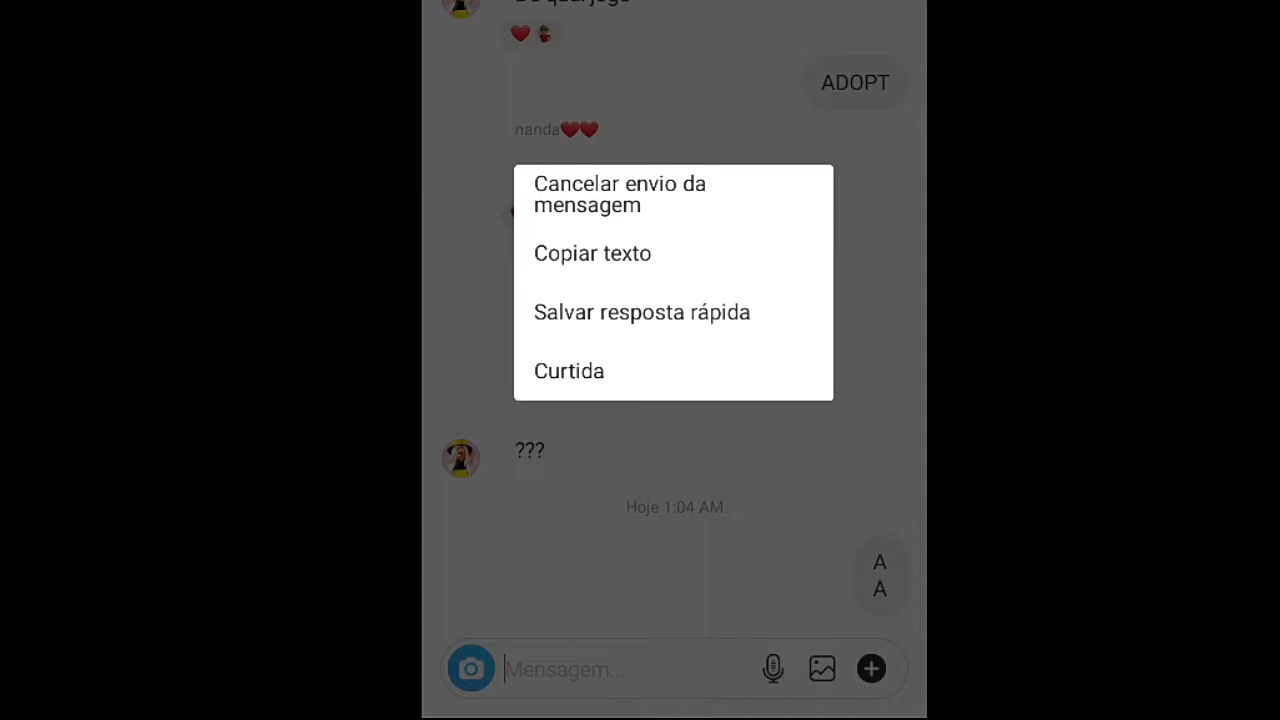 ADOPT
nanda❤️❤️
Cancelar envio da
mensagem
Copiar texto
Salvar resposta rápida
Curtida
???
Hoje 1:04 AM
A
A
Mensagem...